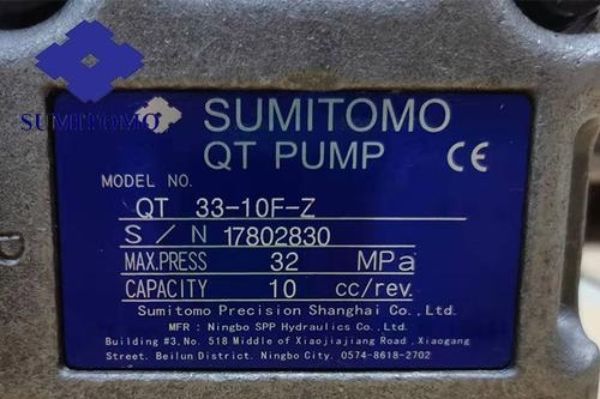 SUMITOMO
SUMITOMO
QT PUMP CE
MODEL NO.
QT 33-10F-Z
S/N 17802830
MAX.PRESS 32 MPa
CAPACITY 10 cc/rev.
Sumitomo Precision Shanghai Co., Ltd.
MFR : Ningbo SPP Hydraulics Co., Ltd.
Building #3, No. 518 Middle of Xiaojiajiang Road, Xiaogang
Street. Beilun District. Ningbo City. 0574-8618-2702